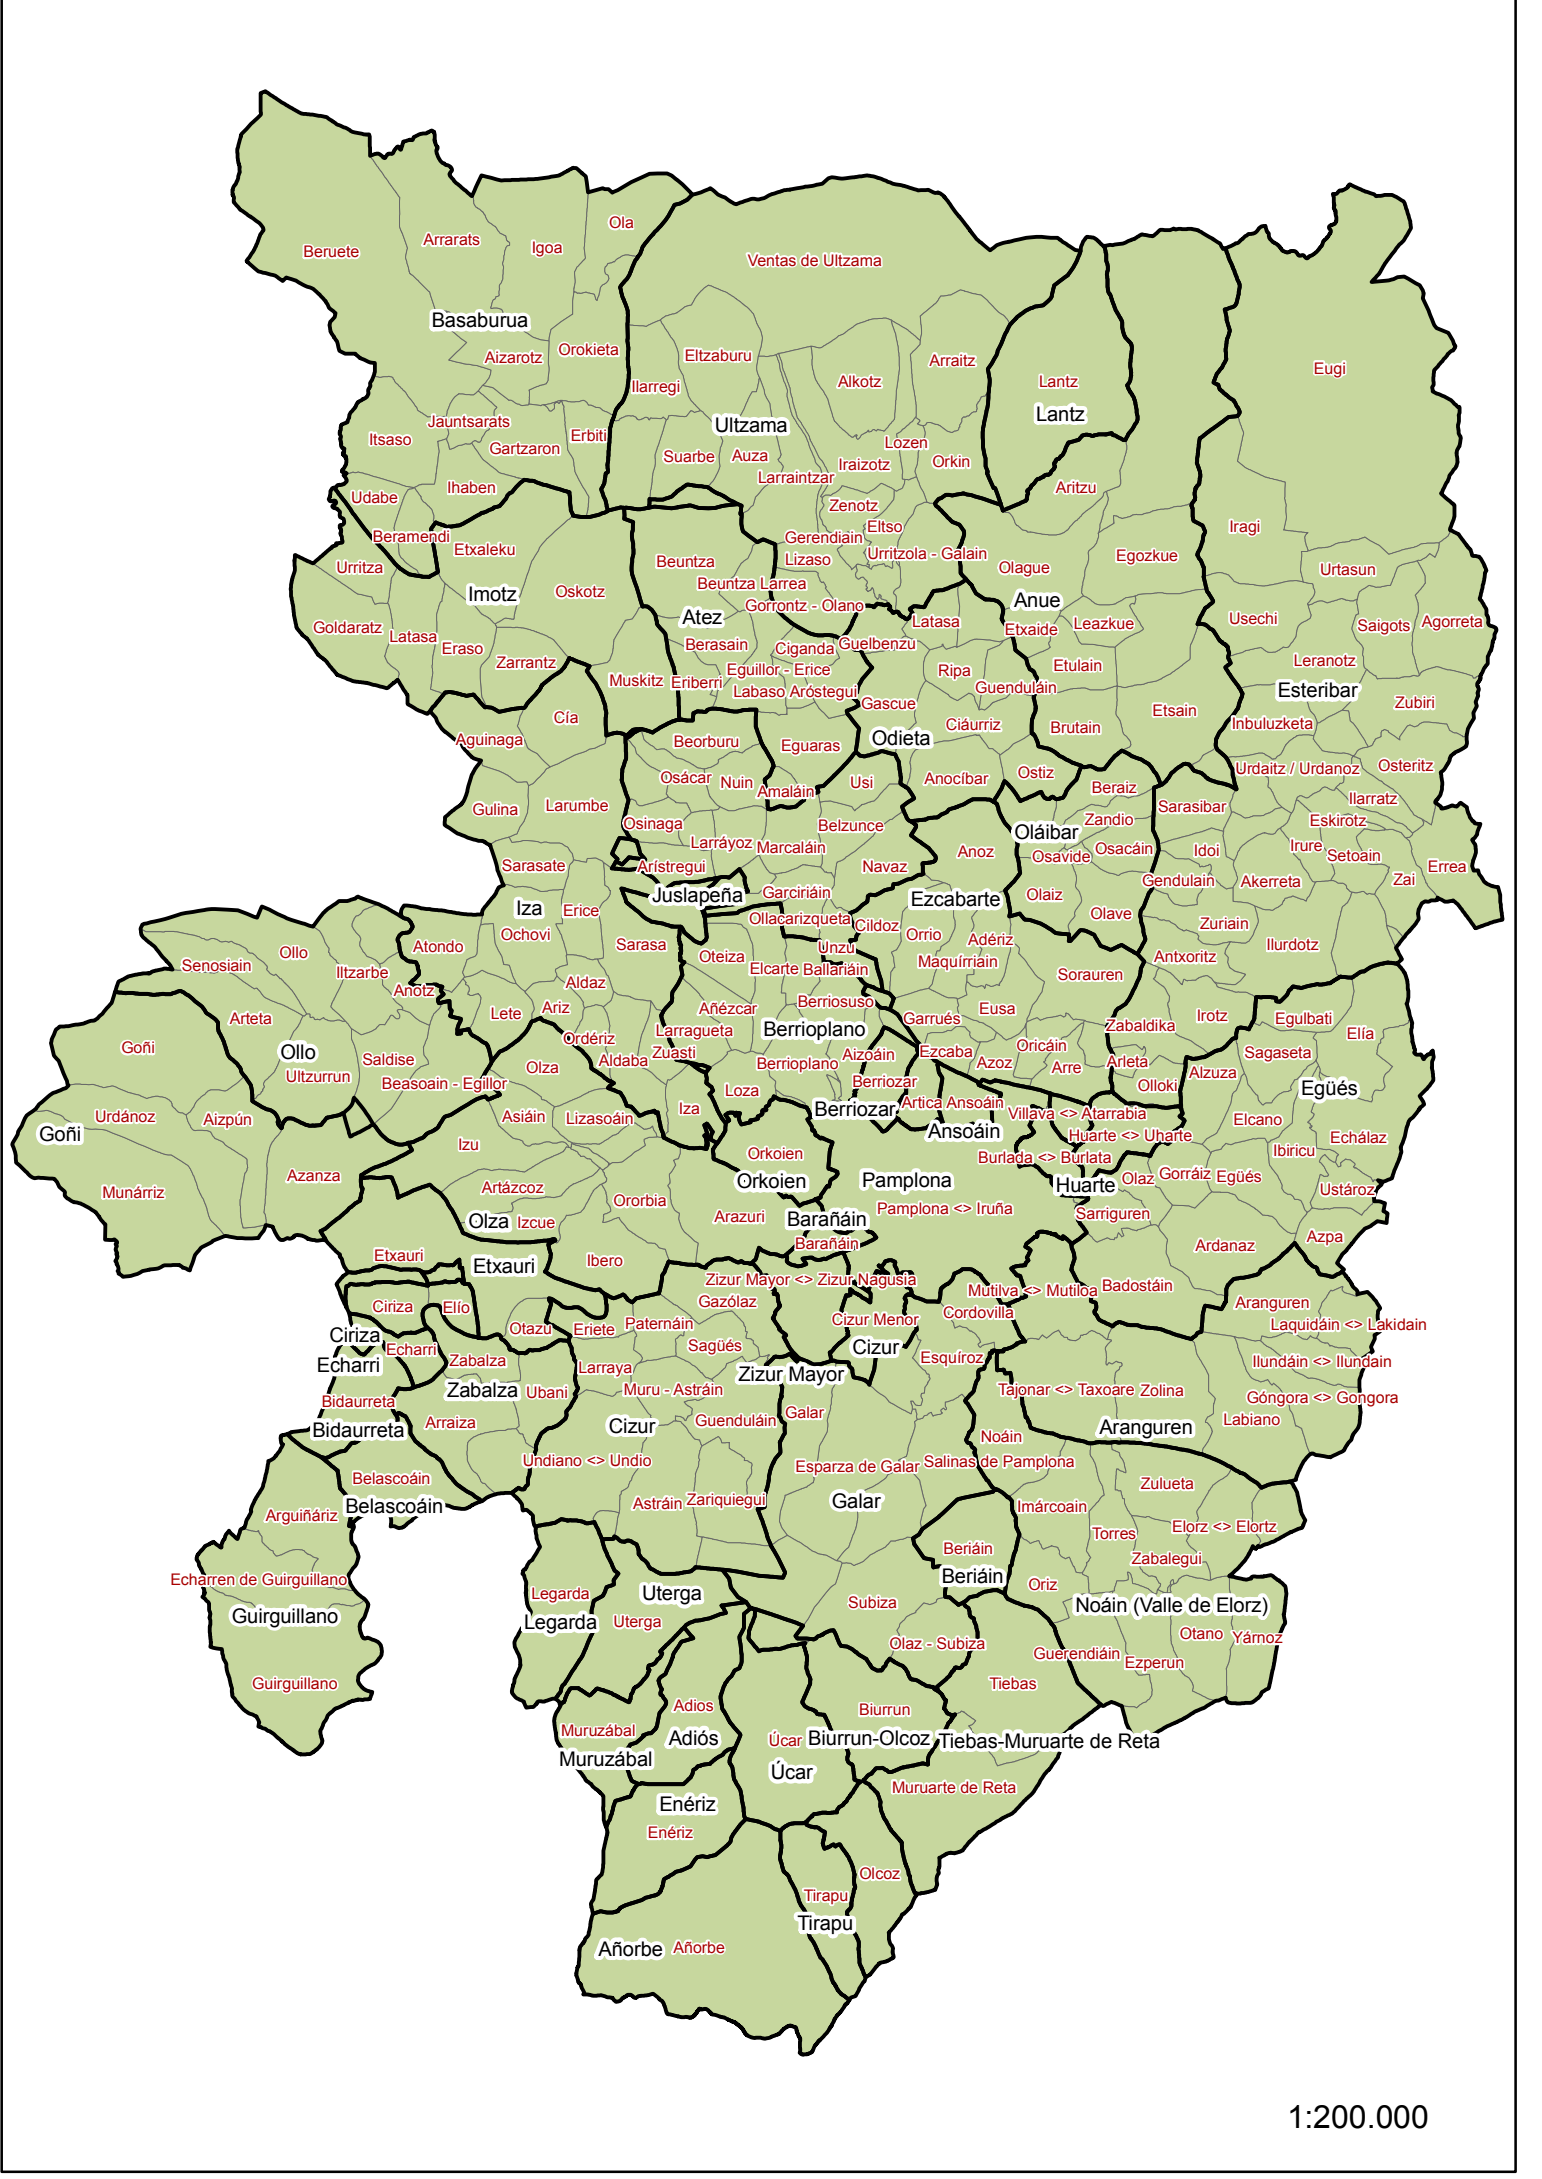 Ola
Arrarats
Igoa
Beruete
Ventas de Ultzama
Basaburua
Aizarotz
Orokieta
Eltzaburu
Arraitz
Eugi
Ilarregi
Alkotz
Lantz
Lantz
Jauntsarats
Ultzama
Itsaso
Gartzaron
Erbiti
Lozen
Suarbe
Auza
Iraizotz
Orkin
Larraintzar
Ihaben
Aritzu
Udabe
Zenotz
Iragi
Eltso
Beramendi
Gerendiain
Etxaleku
Urritzola - Galain
Egozkue
Lizaso
Beuntza
Urritza
Olague
Urtasun
Beuntza Larrea
Imotz
Oskotz
Anue
Gorrontz - Olano
Atez
Usechi
Latasa
Etxaide
Leazkue
Saigots
Agorreta
Goldaratz
Latasa
Eraso
Berasain
Ciganda
Guelbenzu
Zarrantz
Eguillor - Erice
Ripa
Etulain
Leranotz
Muskitz
Eriberri
Labaso
Aróstegui
Guenduláin
Esteribar
Gascue
Zubiri
Cía
Ciáurriz
Brutain
Etsain
Inbuluzketa
Aguinaga
Beorburu
Eguaras
Odieta
Osácar
Nuin
Usi
Anocíbar
Ostiz
Urdaitz / Urdanoz
Osteritz
Amaláin
Beraiz
Gulina
Larumbe
Ilarratz
Sarasibar
Osinaga
Belzunce
Zandio
Eskirotz
Oláibar
Larráyoz
Marcaláin
Anoz
Osavide
Osacáin
Idoi
Irure
Setoain
Sarasate
Arístregui
Navaz
Errea
Gendulain
Akerreta
Zai
Juslapeña
Garciriáin
Olaiz
Ezcabarte
Iza
Erice
Olave
Ollacarizqueta
Cildoz
Zuriain
Ochovi
Orrio
Adériz
Atondo
Sarasa
Unzu
Ilurdotz
Ollo
Oteiza
Maquírriain
Antxoritz
Senosiain
Iltzarbe
Elcarte
Ballariáin
Sorauren
Aldaz
Anotz
Berriosuso
Ariz
Añézcar
Eusa
Lete
Arteta
Garrués
Irotz
Egulbati
Larragueta
Berrioplano
Zabaldika
Elía
Ordériz
Goñi
Oricáin
Ollo
Zuasti
Aizoáin
Ezcaba
Sagaseta
Saldise
Aldaba
Berrioplano
Azoz
Arre
Arleta
Olza
Alzuza
Ultzurrun
Beasoain - Egillor
Berriozar
Olloki
Egüés
Loza
Artica
Ansoáin
Iza
Berriozar
Villava <> Atarrabia
Urdánoz
Aizpún
Asiáin
Lizasoáin
Elcano
Goñi
Ansoáin
Huarte <> Uharte
Echálaz
Izu
Orkoien
Burlada <> Burlata
Ibiricu
Azanza
Orkoien
Pamplona
Huarte
Olaz
Gorráiz
Egüés
Munárriz
Artázcoz
Ustároz
Ororbia
Pamplona <> Iruña
Arazuri
Sarriguren
Olza
Izcue
Barañáin
Barañáin
Ardanaz
Azpa
Etxauri
Ibero
Etxauri
Zizur Mayor <> Zizur Nagusia
Badostáin
Mutilva <> Mutiloa
Ciriza
Elío
Gazólaz
Cordovilla
Aranguren
Cizur Menor
Paternáin
Laquidáin <> Lakidain
Otazu
Eriete
Ciriza
Sagüés
Cizur
Echarri
Esquíroz
Echarri
Zabalza
Larraya
Ilundáin <> Ilundain
Zizur Mayor
Zabalza
Ubani
Muru - Astráin
Tajonar <> Taxoare
Zolina
Góngora <> Gongora
Bidaurreta
Galar
Arraiza
Guenduláin
Labiano
Cizur
Aranguren
Bidaurreta
Noáin
Undiano <> Undio
Esparza de Galar
Salinas de Pamplona
Belascoáin
Zulueta
Astráin
Zariquiegui
Galar
Belascoáin
Imárcoain
Arguiñáriz
Elorz <> Elortz
Torres
Beriáin
Zabalegui
Echarren de Guirguillano
Beriáin
Oriz
Legarda
Uterga
Subiza
Noáin (Valle de Elorz)
Guirguillano
Legarda
Uterga
Otano
Yárnoz
Olaz - Subiza
Guerendiáin
Ezperun
Guirguillano
Tiebas
Adios
Biurrun
Muruzábal
Adiós
Úcar
Biurrun-Olcoz
Tiebas-Muruarte de Reta
Muruzábal
Úcar
Muruarte de Reta
Enériz
Enériz
Olcoz
Tirapu
Tirapu
Añorbe
Añorbe
1:200.000